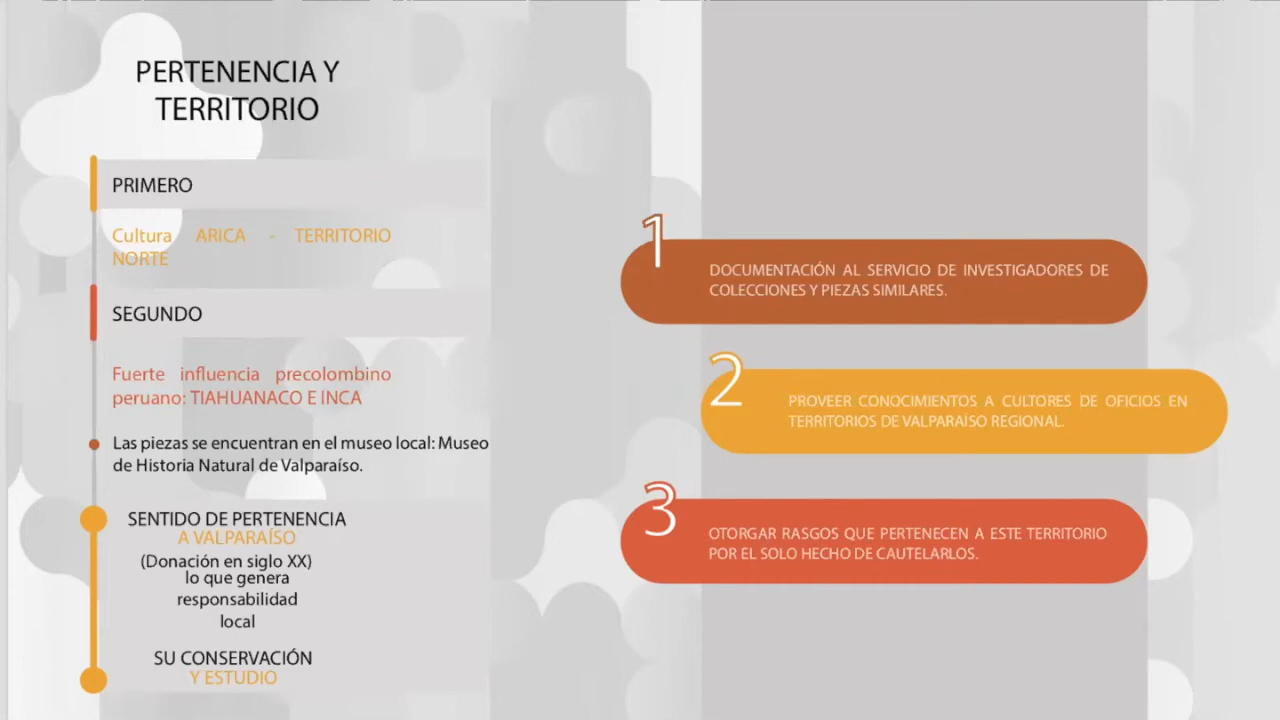 PERTENENCIA Y
TERRITORIO
PRIMERO
Cultura ARICA - TERRITORIO
NORTE
SEGUNDO
Fuerte influencia precolombino
peruano: TIAHUANACO E INCA
Las piezas se encuentran en el museo local: Museo
de Historia Natural de Valparaíso.
SENTIDO DE PERTENENCIA
A VALPARAÍSO
(Donación en siglo XX)
lo que genera
responsabilidad
local
SU CONSERVACIÓN
Y ESTUDIO
1
DOCUMENTACIÓN AL SERVICIO DE INVESTIGADORES DE
COLECCIONES Y PIEZAS SIMILARES.
2
PROVEER CONOCIMIENTOS A CULTORES DE OFICIOS EN
TERRITORIOS DE VALPARAÍSO REGIONAL.
3
OTORGAR RASGOS QUE PERTENECEN A ESTE TERRITORIO
POR EL SOLO HECHO DE CAUTELARLOS.